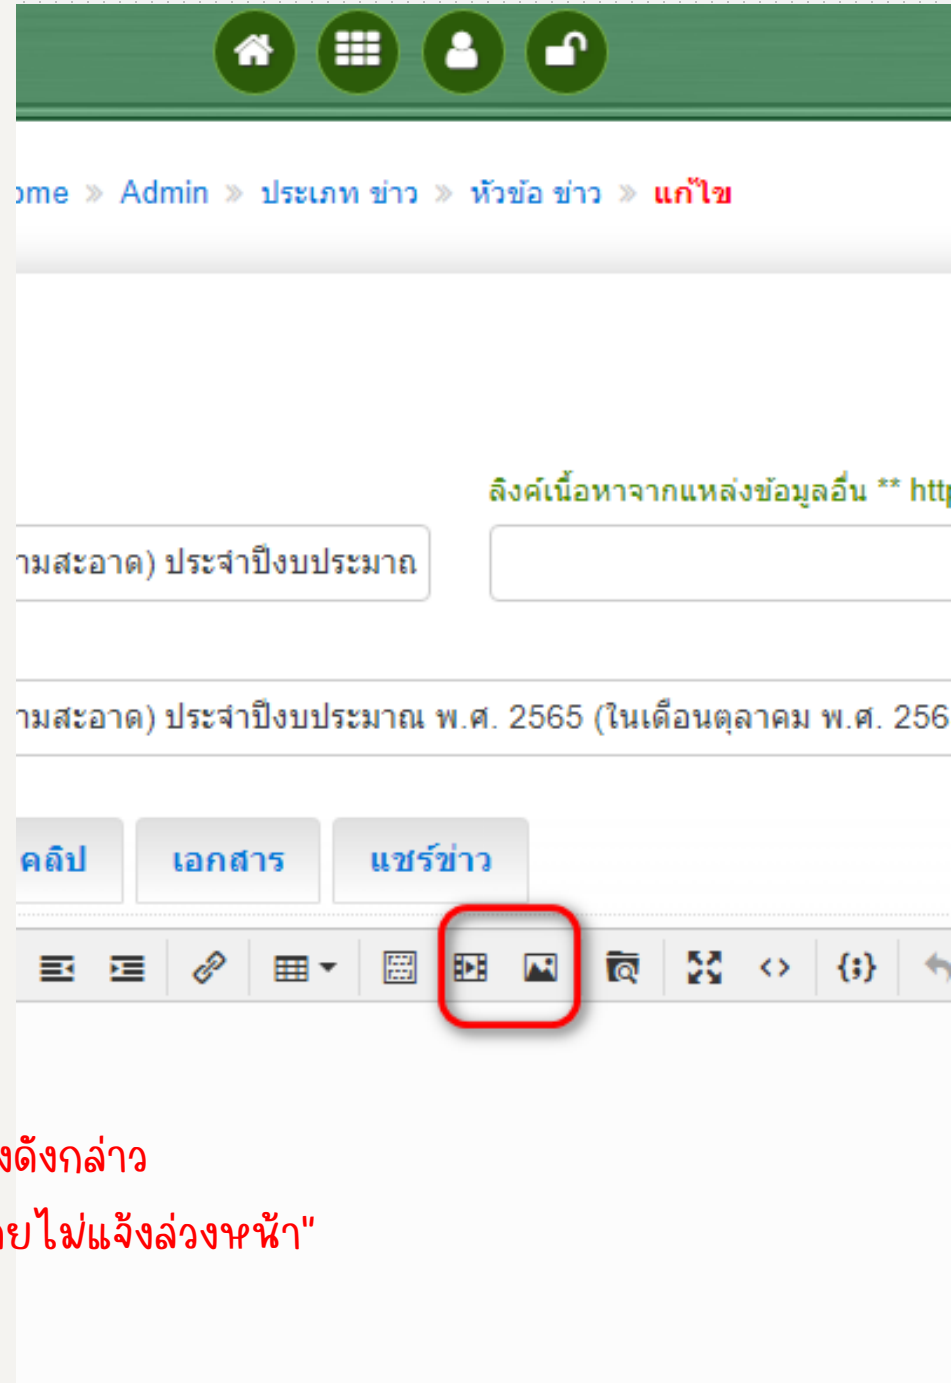 ome » Admin » ประเภท ข่าว » หัวข้อ ข่าว » แก้ไข
ลิงค์เนื้อหาจากแหล่งข้อมูลอื่น ** http
ามสะอาด) ประจำปีงบประมาณ
ามสะอาด) ประจำปีงบประมาณ พ.ศ. 2565 (ในเดือนตุลาคม พ.ศ. 256
คลิป เอกสาร แชร์ข่าว
งดังกล่าว
ายไม่แจ้งล่วงหน้า"